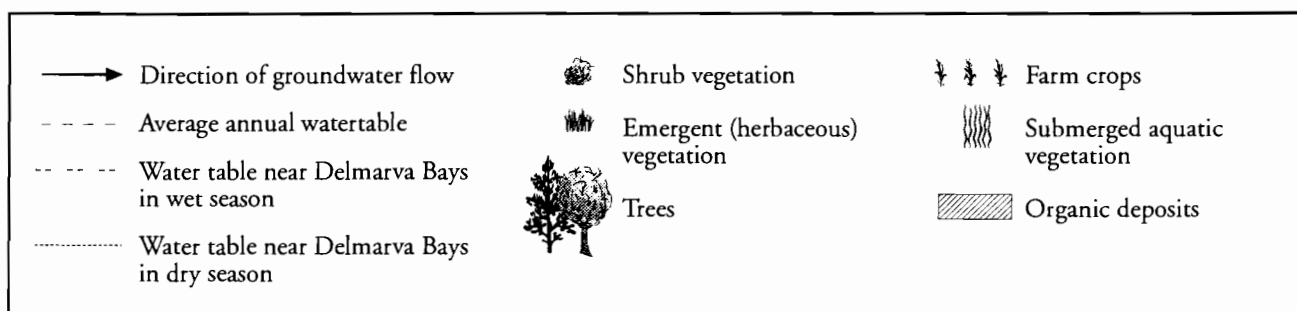 Direction of groundwater flow
Average annual watertable
Water table near Delmarva Bays
in wet season
Water table near Delmarva Bays
in dry season
Shrub vegetation
Emergent (herbaceous)
vegetation
Trees
Farm crops
Submerged aquatic
vegetation
Organic deposits